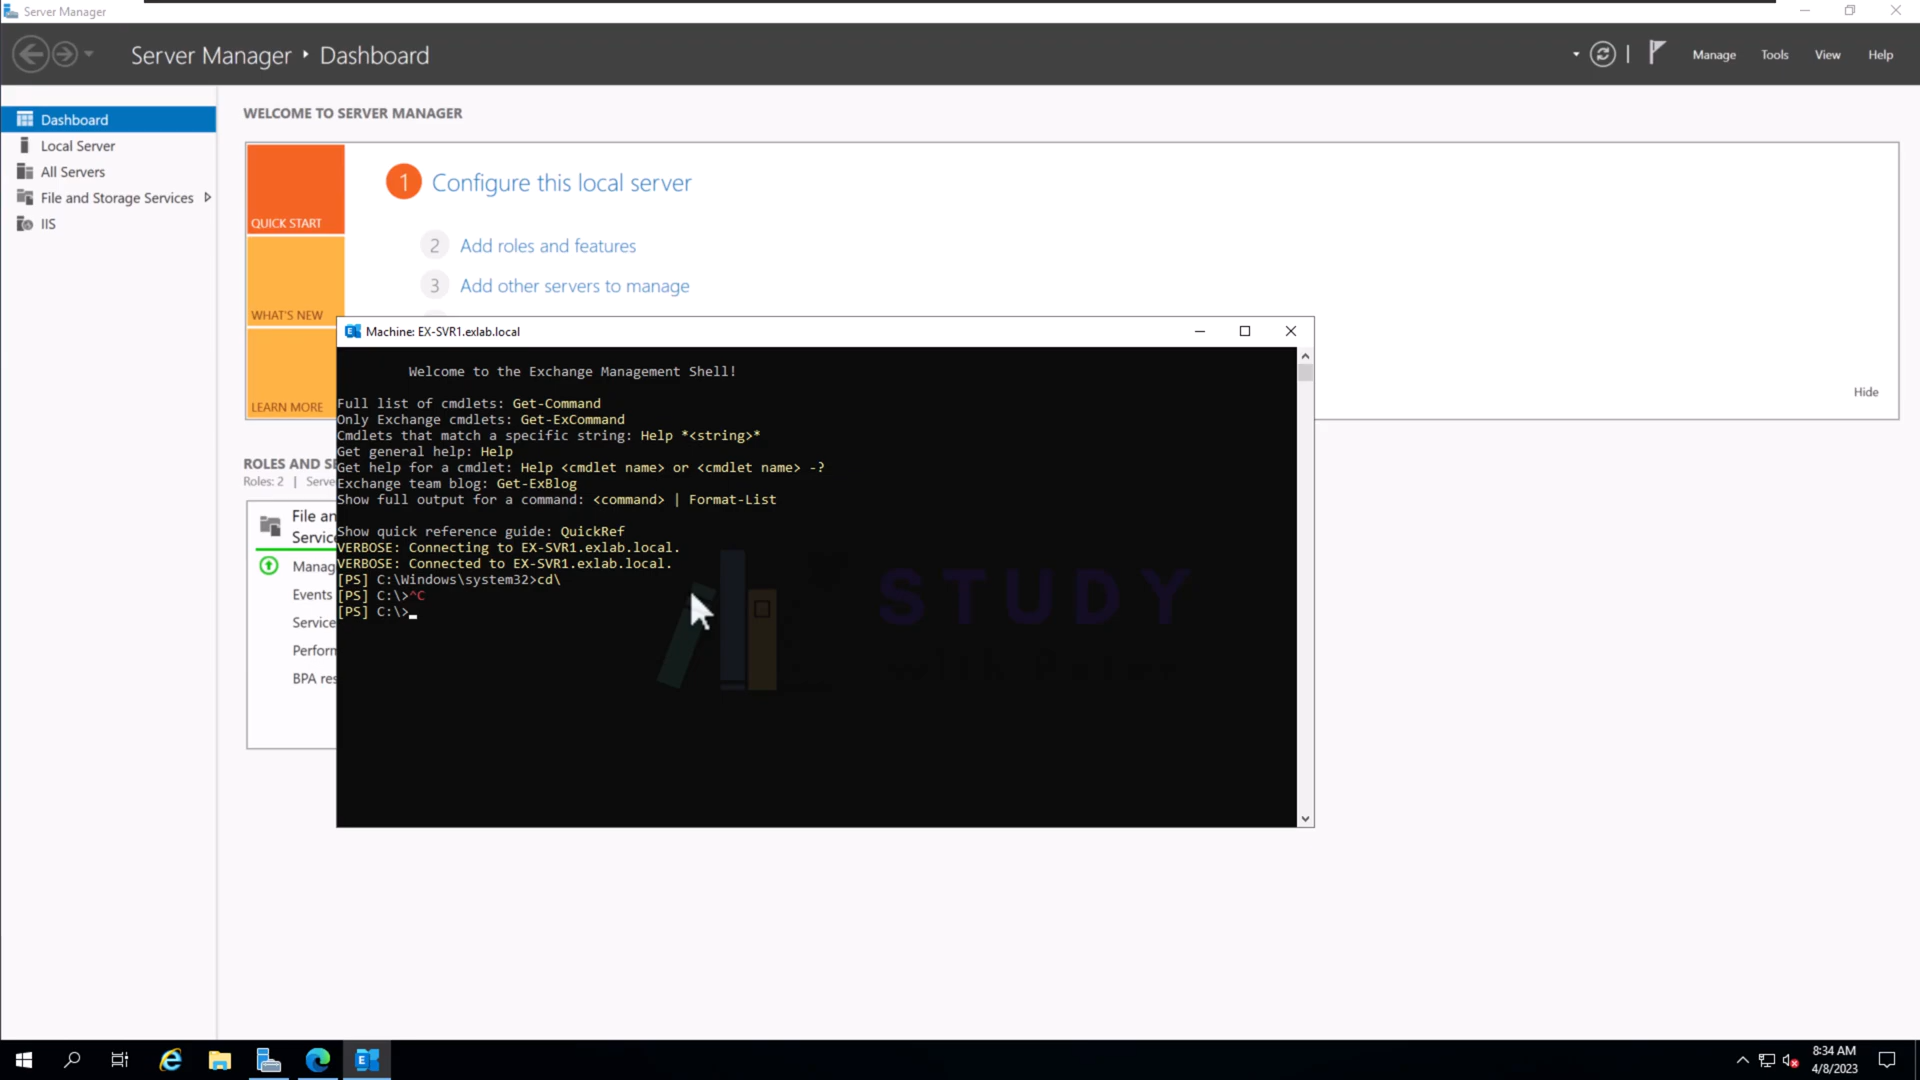 Server Manager
Server Manager ‣ Dashboard
Manage
Tools
View
Help
Dashboard
Local Server
All Servers
File and Storage Services
IIS
WELCOME TO SERVER MANAGER
QUICK START
WHAT'S NEW
LEARN MORE
1 Configure this local server
2 Add roles and features
3 Add other servers to manage
Hide
ROLES AND SE
Roles: 2 | Serve
File an
Servic
Manag
Events
Service
Perforn
BPA res
Machine: EX-SVR1.exlab.local
Welcome to the Exchange Management Shell!
Full list of cmdlets: Get-Command
Only Exchange cmdlets: Get-ExCommand
Cmdlets that match a specific string: Help *<string>*
Get general help: Help
Get help for a cmdlet: Help <cmdlet name> or <cmdlet name> -?
Exchange team blog: Get-ExBlog
Show full output for a command: <command> | Format-List
Show quick reference guide: QuickRef
VERBOSE: Connecting to EX-SVR1.exlab.local.
VERBOSE: Connected to EX-SVR1.exlab.local.
[PS] C:\Windows\system32>cd\
[PS] C:\>^C
[PS] C:\>
STUDY
8:34 AM
4/8/2023